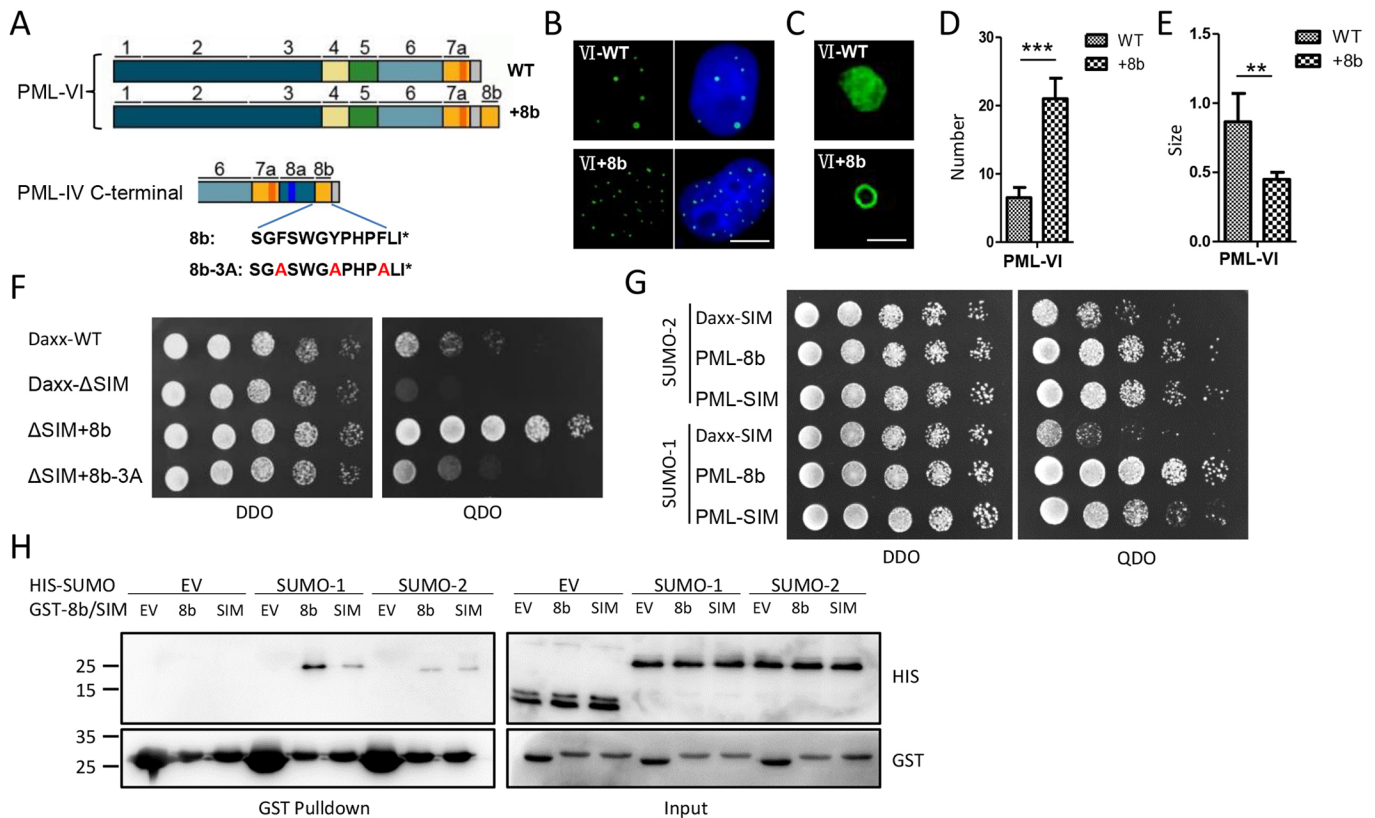 A
1 2 3 4 5 6 7a
PML-VI
WT
1 2 3 4 5 6 7a 8b
+8b
6 7a 8a 8b
PML-IV C-terminal
8b: SGFSWGYPHPFLI*
8b-3A: SGASWGAPHPALI*
B
Ⅵ-WT
Ⅵ+8b
C
Ⅵ-WT
Ⅵ+8b
D
Number
30
20
10
0
***
WT
+8b
PML-VI
E
Size
1.5
1.0
0.5
0.0
**
WT
+8b
PML-VI
F
Daxx-WT
Daxx-ΔSIM
ΔSIM+8b
ΔSIM+8b-3A
DDO QDO
G
SUMO-2
Daxx-SIM
PML-8b
PML-SIM
SUMO-1
Daxx-SIM
PML-8b
PML-SIM
DDO QDO
H
HIS-SUMO EV SUMO-1 SUMO-2 EV SUMO-1 SUMO-2
GST-8b/SIM EV 8b SIM EV 8b SIM EV 8b SIM EV 8b SIM EV 8b SIM EV 8b SIM
25
15
HIS
35
25
GST
GST Pulldown Input